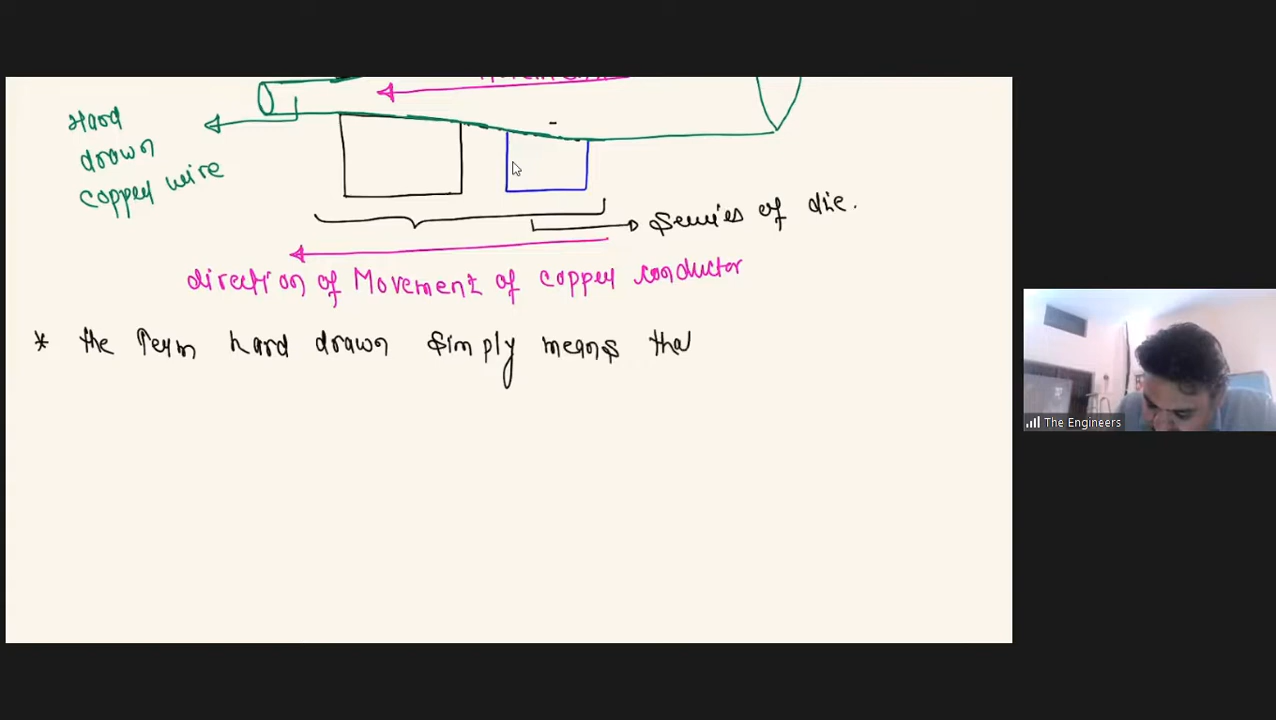 Hard
drawn
copper wire
series of die.
direction of Movement of copper conductor
* the Term hard drawn simply means that
The Engineers